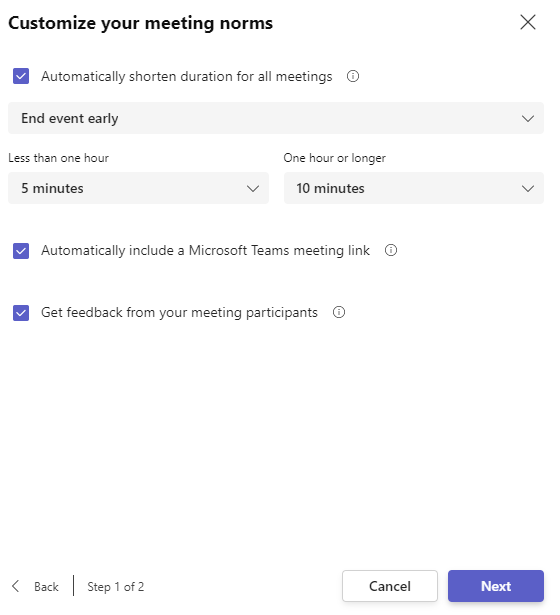 Customize your meeting norms
Automatically shorten duration for all meetings
End event early
Less than one hour
One hour or longer
5 minutes
10 minutes
Automatically include a Microsoft Teams meeting link
Get feedback from your meeting participants
Back
Step 1 of 2
Cancel
Next